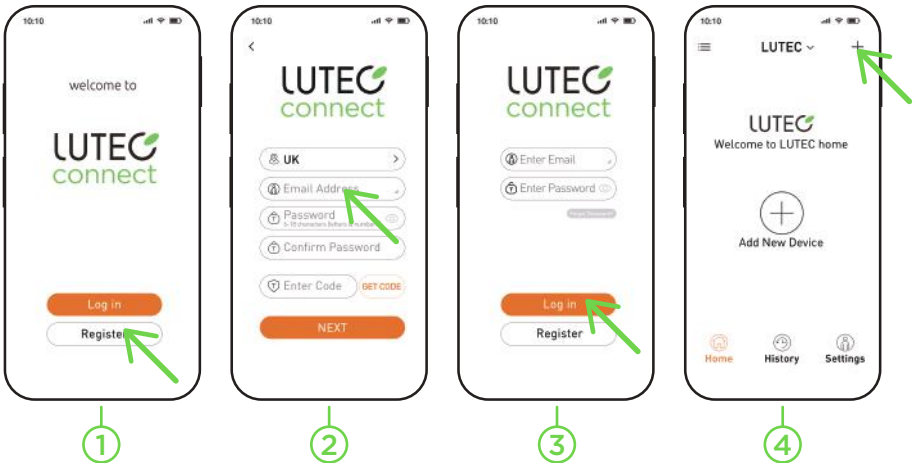 10:10
welcome to
LUTEC
connect
Log in
Register
1
10:10
LUTEC
connect
UK
Email Address
Password
Confirm Password
Enter Code
GET CODE
NEXT
2
10:10
LUTEC
connect
Enter Email
Enter Password
Forgot Password?
Log in
Register
3
10:10
LUTEC
LUTEC
Welcome to LUTEC home
Add New Device
Home History Settings
4